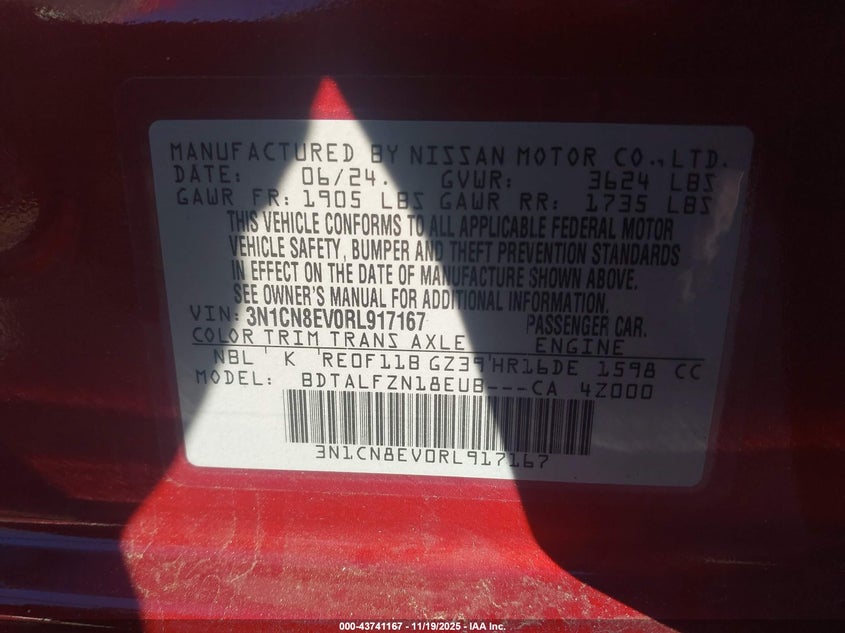 MANUFACTURED BY NISSAN MOTOR CO.,LTD.
DATE: 06/24. GVWR: 3624 LBS
GAWR FR: 1905 LBS GAWR RR: 1735 LBS
THIS VEHICLE CONFORMS TO ALL APPLICABLE FEDERAL MOTOR
VEHICLE SAFETY, BUMPER AND THEFT PREVENTION STANDARDS
IN EFFECT ON THE DATE OF MANUFACTURE SHOWN ABOVE.
SEE OWNER'S MANUAL FOR ADDITIONAL INFORMATION.
VIN: 3N1CN8EV0RL917167 PASSENGER CAR.
COLOR TRIM TRANS AXLE ENGINE
NBL K RE0F11B GZ39 HR16DE 1598 CC
MODEL: BDTALFZN18EUB---CA 4Z000
3N1CN8EV0RL917167
000-43741167 - 11/19/2025 - IAA Inc.